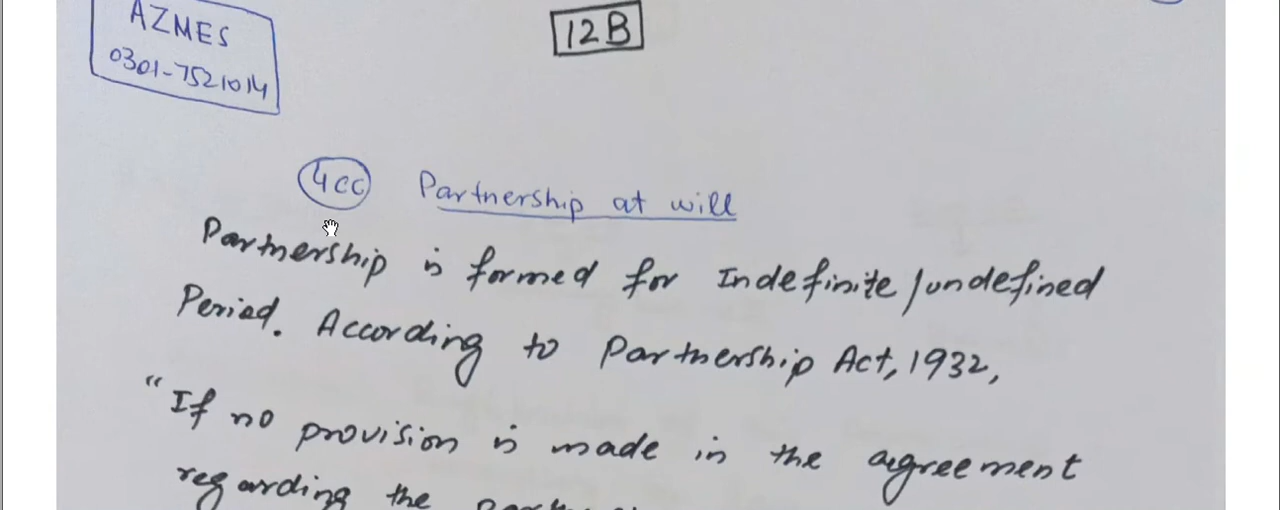 AZMES
0301-7521014
12B
4cc Partnership at will
Partnership is formed for Indefinite/undefined
Period. According to Partnership Act, 1932,
"If no provision is made in the agreement
regarding the